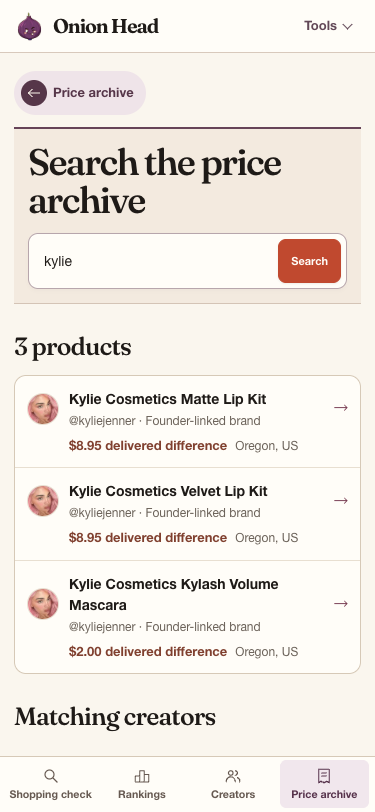 Onion Head
Tools
Price archive
Search the price
archive
kylie
Search
3 products
Kylie Cosmetics Matte Lip Kit
@kyliejenner · Founder-linked brand
$8.95 delivered difference Oregon, US
Kylie Cosmetics Velvet Lip Kit
@kyliejenner · Founder-linked brand
$8.95 delivered difference Oregon, US
Kylie Cosmetics Kylash Volume
Mascara
@kyliejenner · Founder-linked brand
$2.00 delivered difference Oregon, US
Matching creators
Shopping check
Rankings
Creators
Price archive